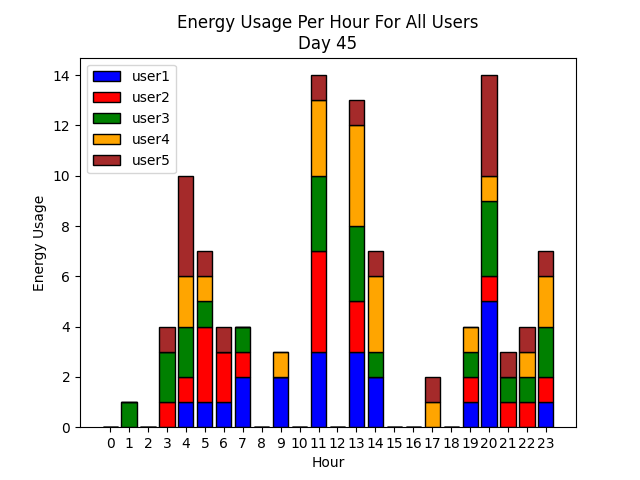 Energy Usage Per Hour For All Users
Day 45
user1
user2
user3
user4
user5
Energy Usage
14
12
10
8
6
4
2
0
0 1 2 3 4 5 6 7 8 9 10 11 12 13 14 15 16 17 18 19 20 21 22 23
Hour